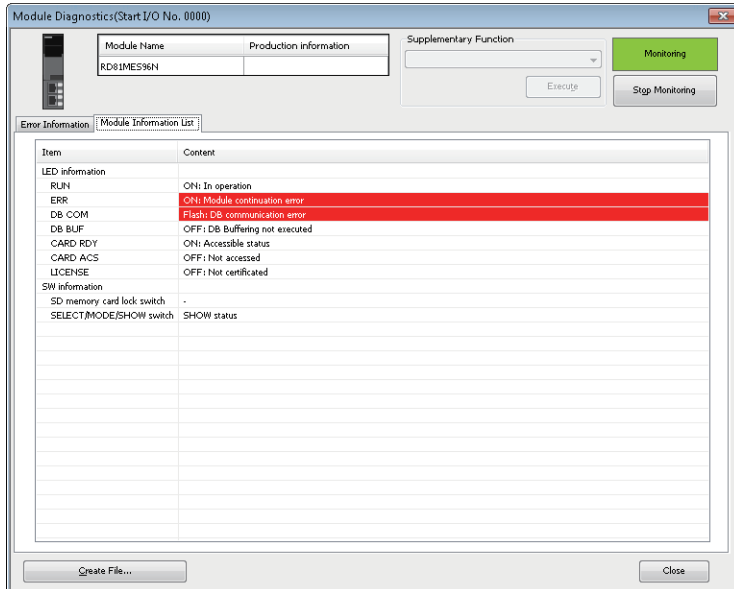 Module Diagnostics(Start I/O No. 0000)
Module Name Production information
RD81MES96N
Supplementary Function
Execute
Monitoring
Stop Monitoring
Error Information Module Information List
Item Content
LED information
RUN ON: In operation
ERR ON: Module continuation error
DB COM Flash: DB communication error
DB BUF OFF: DB Buffering not executed
CARD RDY ON: Accessible status
CARD ACS OFF: Not accessed
LICENSE OFF: Not certificated
SW information
SD memory card lock switch -
SELECT/MODE/SHOW switch SHOW status
Create File...
Close